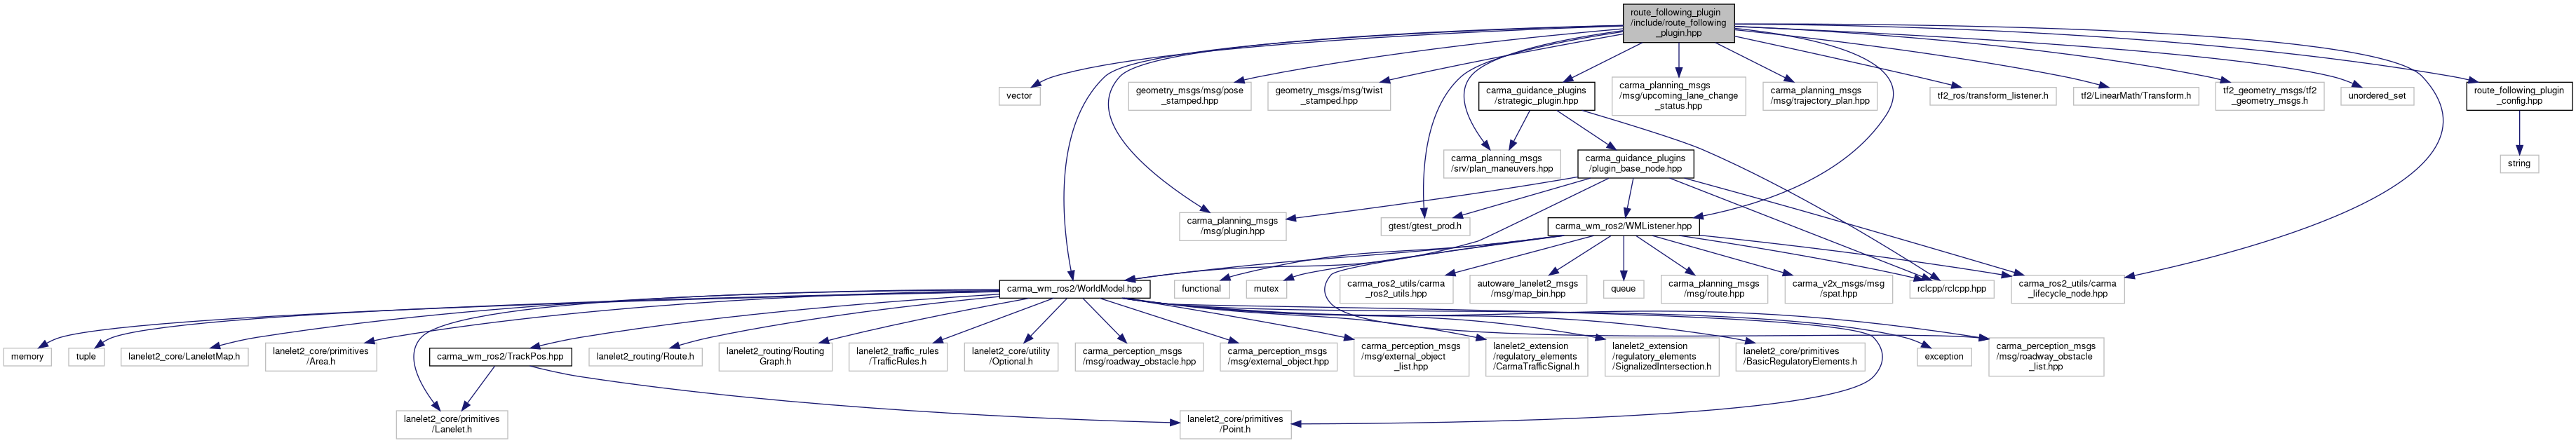 route_following_plugin
/include/route_following
_plugin.hpp
vector
geometry_msgs/msg/pose
_stamped.hpp
geometry_msgs/msg/twist
_stamped.hpp
carma_guidance_plugins
/strategic_plugin.hpp
carma_planning_msgs
/msg/upcoming_lane_change
_status.hpp
carma_planning_msgs
/msg/trajectory_plan.hpp
tf2_ros/transform_listener.h
tf2/LinearMath/Transform.h
tf2_geometry_msgs/tf2
_geometry_msgs.h
unordered_set
route_following_plugin
_config.hpp
carma_planning_msgs
/srv/plan_maneuvers.hpp
carma_guidance_plugins
/plugin_base_node.hpp
string
carma_planning_msgs
/msg/plugin.hpp
gtest/gtest_prod.h
carma_wm_ros2/WMListener.hpp
carma_wm_ros2/WorldModel.hpp
functional
mutex
carma_ros2_utils/carma
_ros2_utils.hpp
autoware_lanelet2_msgs
/msg/map_bin.hpp
queue
carma_planning_msgs
/msg/route.hpp
carma_v2x_msgs/msg
/spat.hpp
rclcpp/rclcpp.hpp
carma_ros2_utils/carma
_lifecycle_node.hpp
memory
tuple
lanelet2_core/LaneletMap.h
lanelet2_core/primitives
/Area.h
carma_wm_ros2/TrackPos.hpp
lanelet2_routing/Route.h
lanelet2_routing/Routing
Graph.h
lanelet2_traffic_rules
/TrafficRules.h
lanelet2_core/utility
/Optional.h
carma_perception_msgs
/msg/roadway_obstacle.hpp
carma_perception_msgs
/msg/external_object.hpp
carma_perception_msgs
/msg/external_object
_list.hpp
lanelet2_extension
/regulatory_elements
/CarmaTrafficSignal.h
lanelet2_extension
/regulatory_elements
/SignalizedIntersection.h
lanelet2_core/primitives
/BasicRegulatoryElements.h
exception
carma_perception_msgs
/msg/roadway_obstacle
_list.hpp
lanelet2_core/primitives
/Lanelet.h
lanelet2_core/primitives
/Point.h